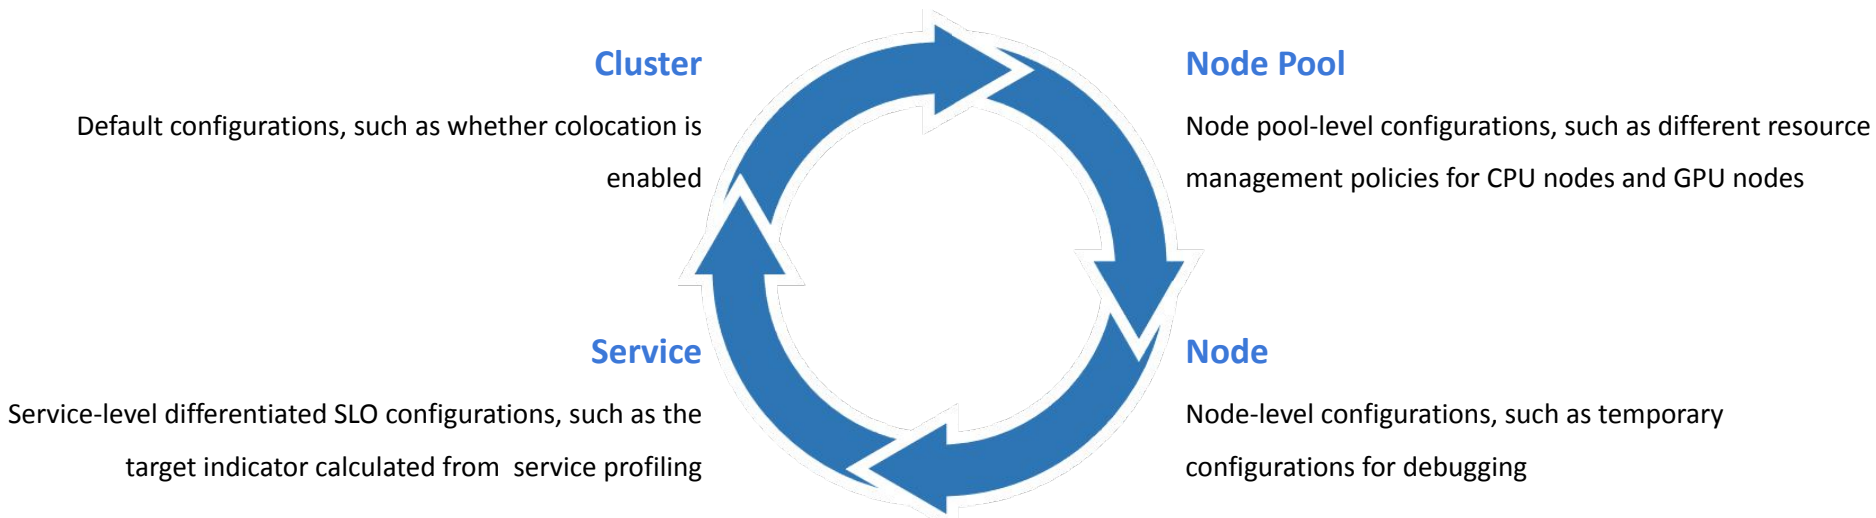 Cluster
Default configurations, such as whether colocation is
enabled
Node Pool
Node pool-level configurations, such as different resource
management policies for CPU nodes and GPU nodes
Service
Service-level differentiated SLO configurations, such as the
target indicator calculated from  service profiling
Node
Node-level configurations, such as temporary
configurations for debugging